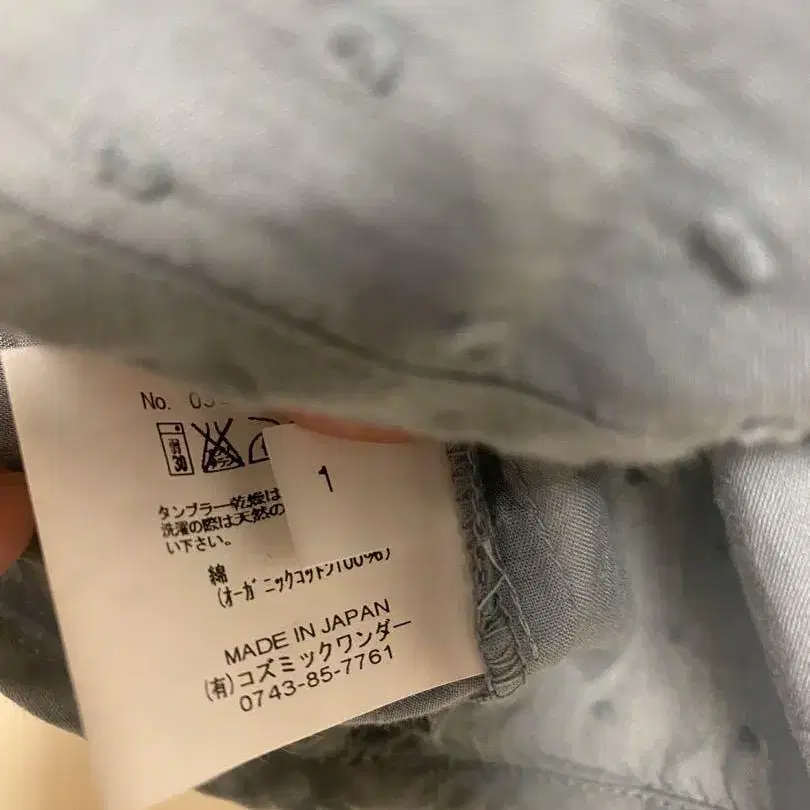 No. 03
弱
30
1
タンブラー乾燥は
洗濯の際は天然の
い下さい。
綿
(オーガニックコットン100%)
MADE IN JAPAN
(有)コズミックワンダー
0743-85-7761